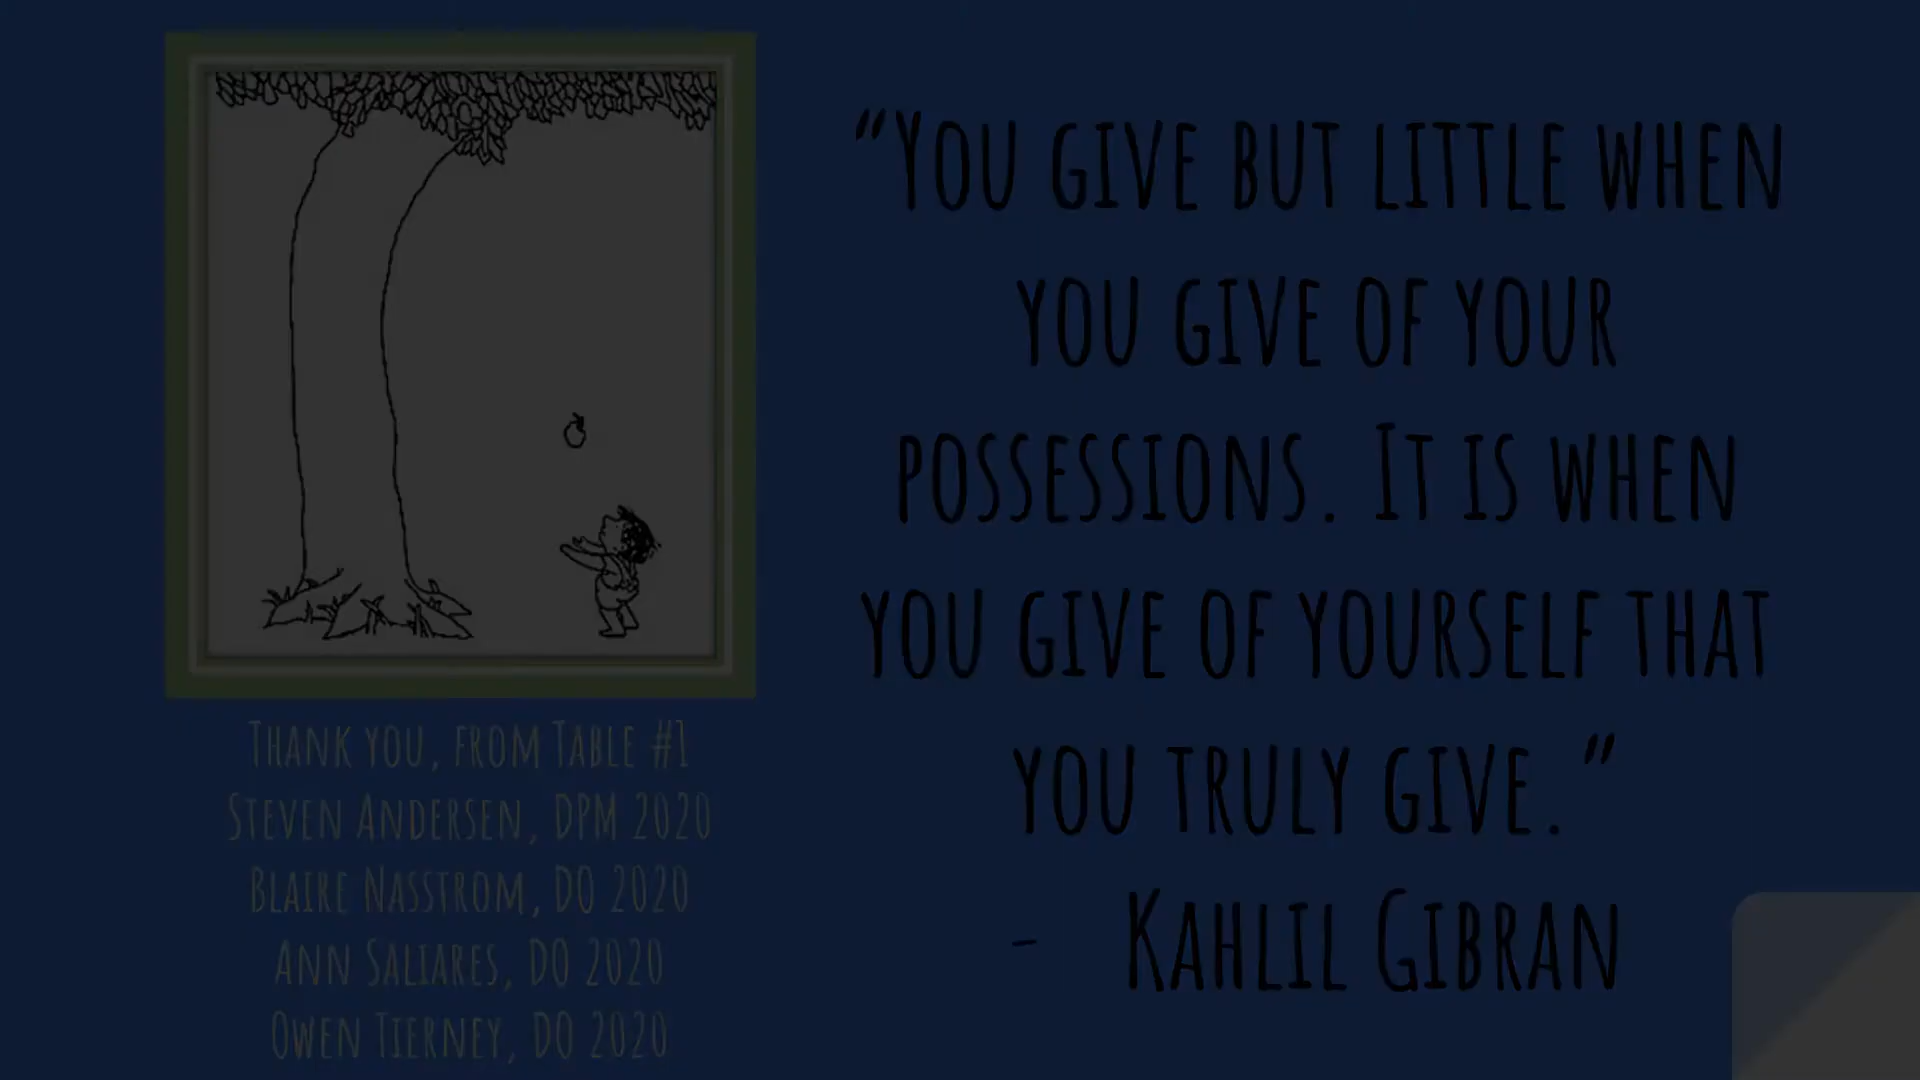 “You give but little when
you give of your
possessions. It is when
you give of yourself that
you truly give.”
- Kahlil Gibran
Thank you, from Table #1
Steven Andersen, DPM 2020
Blaire Nasstrom, DO 2020
Ann Saliares, DO 2020
Owen Tierney, DO 2020